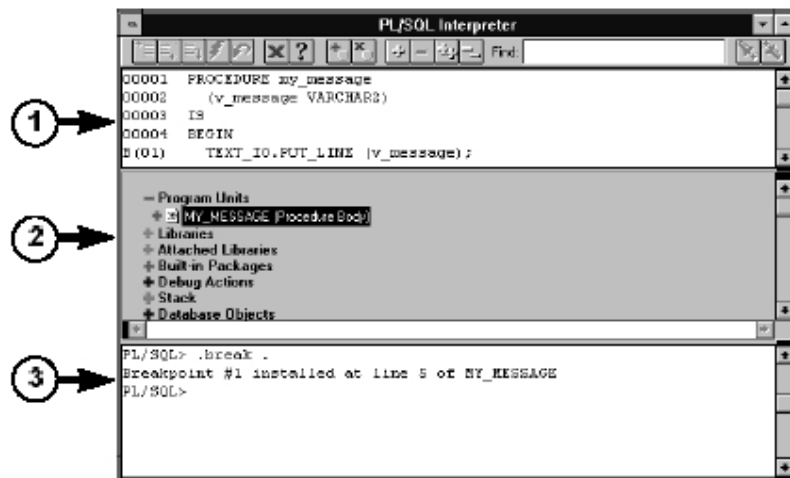 PL/SQL Interpreter
Find:
00001 PROCEDURE my_message
00002 (v_message VARCHAR2)
00003 IS
00004 BEGIN
B(01) TEXT_IO.PUT_LINE (v_message);
1
Program Units
MY_MESSAGE (Procedure Body)
Libraries
Attached Libraries
Built-in Packages
Debug Actions
Stack
Database Objects
2
PL/SQL> .break .
Breakpoint #1 installed at line 5 of MY_MESSAGE
PL/SQL>
3